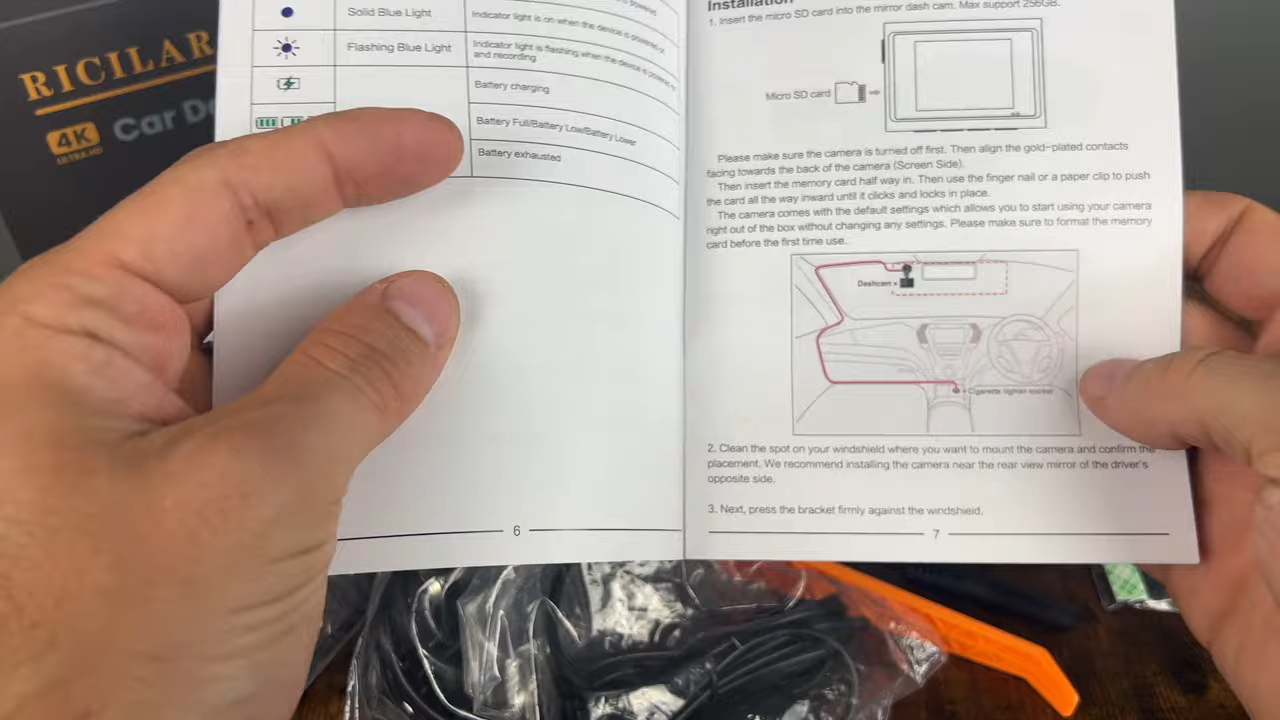 RICILAR
4K
ULTRA HD
Car Da
Solid Blue Light
Indicator light is on when the device is powered
Flashing Blue Light
Indicator light is flashing when the device is
and recording
Battery charging
Battery Full/Battery Low/Battery Lower
Battery exhausted
6
Installation
1. Insert the micro SD card into the mirror dash cam. Max support 256GB.
Micro SD card
Please make sure the camera is turned off first. Then align the gold-plated contacts
facing towards the back of the camera (Screen Side).
Then insert the memory card half way in. Then use the finger nail or a paper clip to push
the card all the way inward until it clicks and locks in place.
The camera comes with the default settings which allows you to start using your camera
right out of the box without changing any settings. Please make sure to format the memory
card before the first time use.
Dashcam
Cigarette lighter socket
2. Clean the spot on your windshield where you want to mount the camera and confirm the
placement. We recommend installing the camera near the rear view mirror of the driver's
opposite side.
3. Next, press the bracket firmly against the windshield.
7